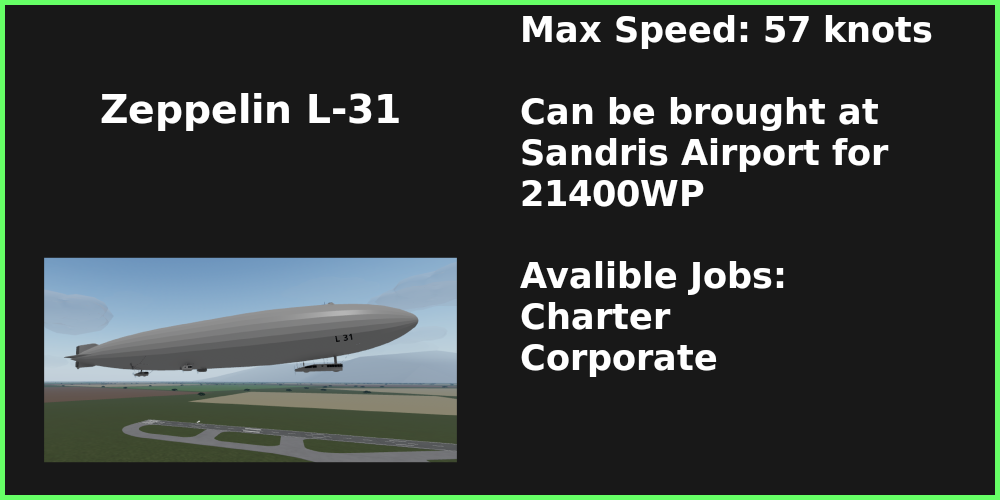 Zeppelin L-31
L 31
Max Speed: 57 knots
Can be brought at
Sandris Airport for
21400WP
Avalible Jobs:
Charter
Corporate